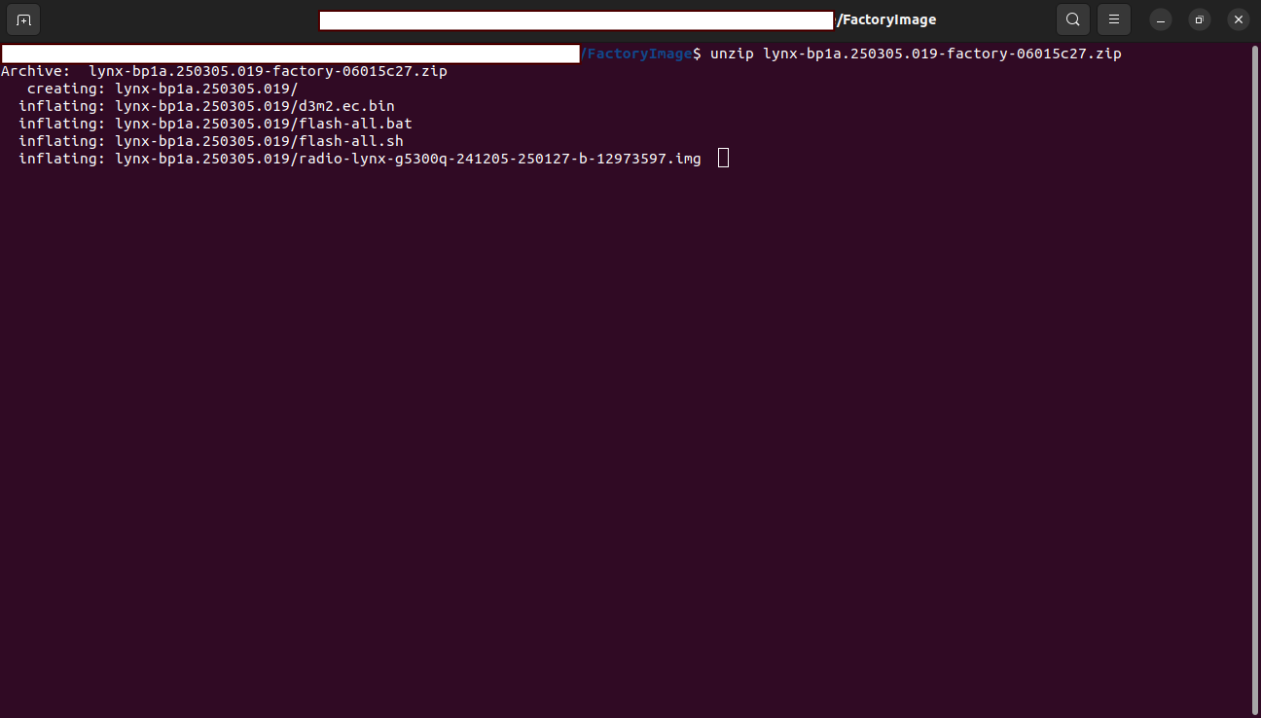 /FactoryImage
/FactoryImage$ unzip lynx-bp1a.250305.019-factory-06015c27.zip
Archive:  lynx-bp1a.250305.019-factory-06015c27.zip
   creating: lynx-bp1a.250305.019/
  inflating: lynx-bp1a.250305.019/d3m2.ec.bin
  inflating: lynx-bp1a.250305.019/flash-all.bat
  inflating: lynx-bp1a.250305.019/flash-all.sh
  inflating: lynx-bp1a.250305.019/radio-lynx-g5300q-241205-250127-b-12973597.img